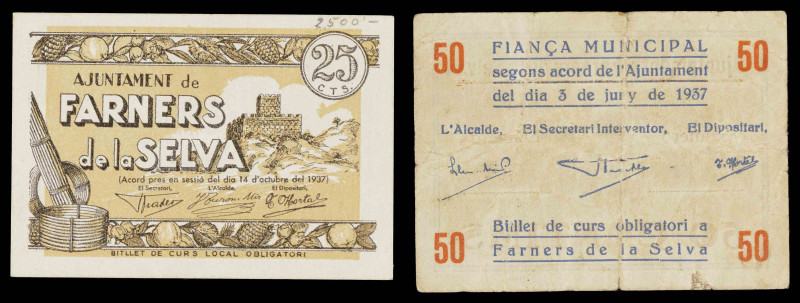 2500'-
25
CTS.
AJUNTAMENT de
FARNERS
de la SELVA
(Acord pres en sessió del dia 14 d'octubre del 1937)
El Secretari, L'Alcalde, El Dipositari,
BITLLET DE CURS LOCAL OBLIGATORI
50 50
FIANÇA MUNICIPAL
segons acord de l'Ajuntament
del dia 3 de juny de 1937
L'Alcalde, El Secretari Interventor, El Dipositari,
Billet de curs obligatori a
Farners de la Selva
50 50